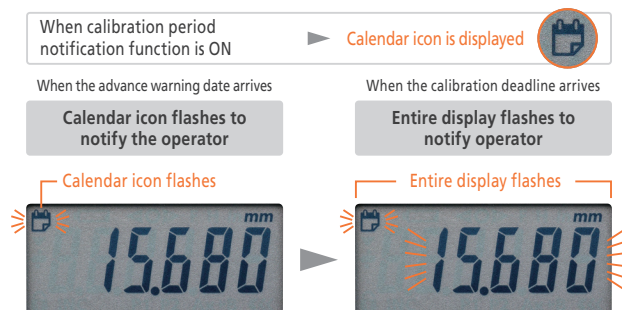 When calibration period
notification function is ON
Calendar icon is displayed
When the advance warning date arrives
When the calibration deadline arrives
Calendar icon flashes to
notify the operator
Entire display flashes to
notify operator
Calendar icon flashes
Entire display flashes
mm
15.680
mm
15.680